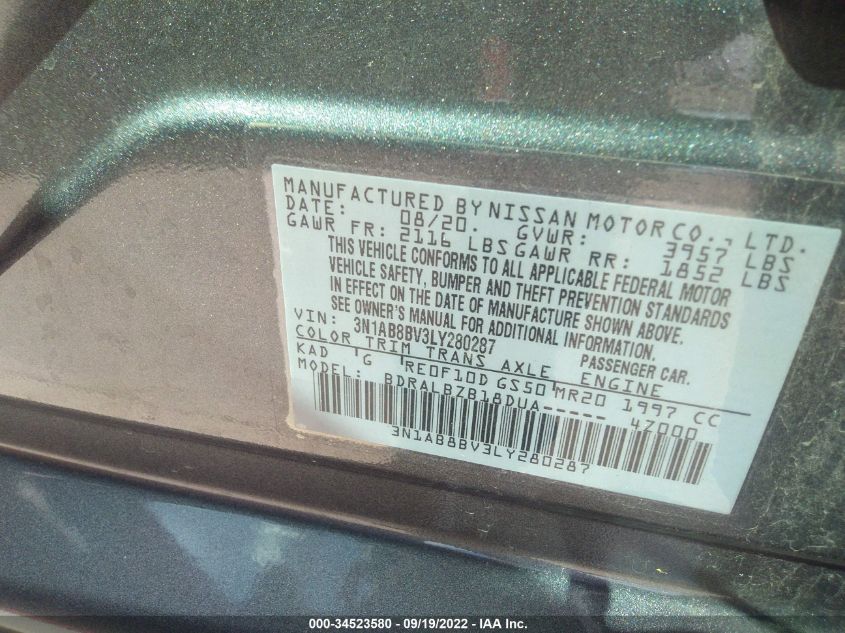 MANUFACTURED BY NISSAN MOTOR CO., LTD.
DATE: 08/20. GVWR: 3957 LBS
GAWR FR: 2116 LBS GAWR RR: 1852 LBS
THIS VEHICLE CONFORMS TO ALL APPLICABLE FEDERAL MOTOR
VEHICLE SAFETY, BUMPER AND THEFT PREVENTION STANDARDS
IN EFFECT ON THE DATE OF MANUFACTURE SHOWN ABOVE.
SEE OWNER'S MANUAL FOR ADDITIONAL INFORMATION.
VIN: 3N1AB8BV3LY280287 PASSENGER CAR.
COLOR TRIM TRANS AXLE ENGINE
KAD G RE0F10D GS50 MR20 1997 CC
MODEL: BDRALBZB18DUA----- 4Z000
3N1AB8BV3LY280287
000-34523580 - 09/19/2022 - IAA Inc.